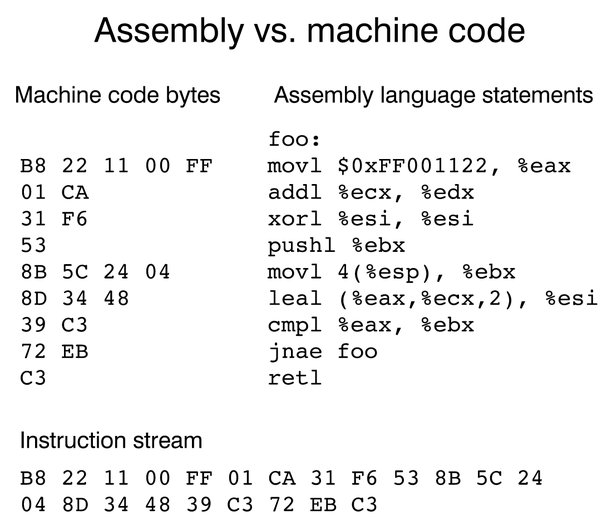 Assembly vs. machine code
Machine code bytes    Assembly language statements
foo:
B8 22 11 00 FF    movl $0xFF001122, %eax
01 CA    addl %ecx, %edx
31 F6    xorl %esi, %esi
53    pushl %ebx
8B 5C 24 04    movl 4(%esp), %ebx
8D 34 48    leal (%eax,%ecx,2), %esi
39 C3    cmpl %eax, %ebx
72 EB    jnae foo
C3    retl
Instruction stream
B8 22 11 00 FF 01 CA 31 F6 53 8B 5C 24
04 8D 34 48 39 C3 72 EB C3